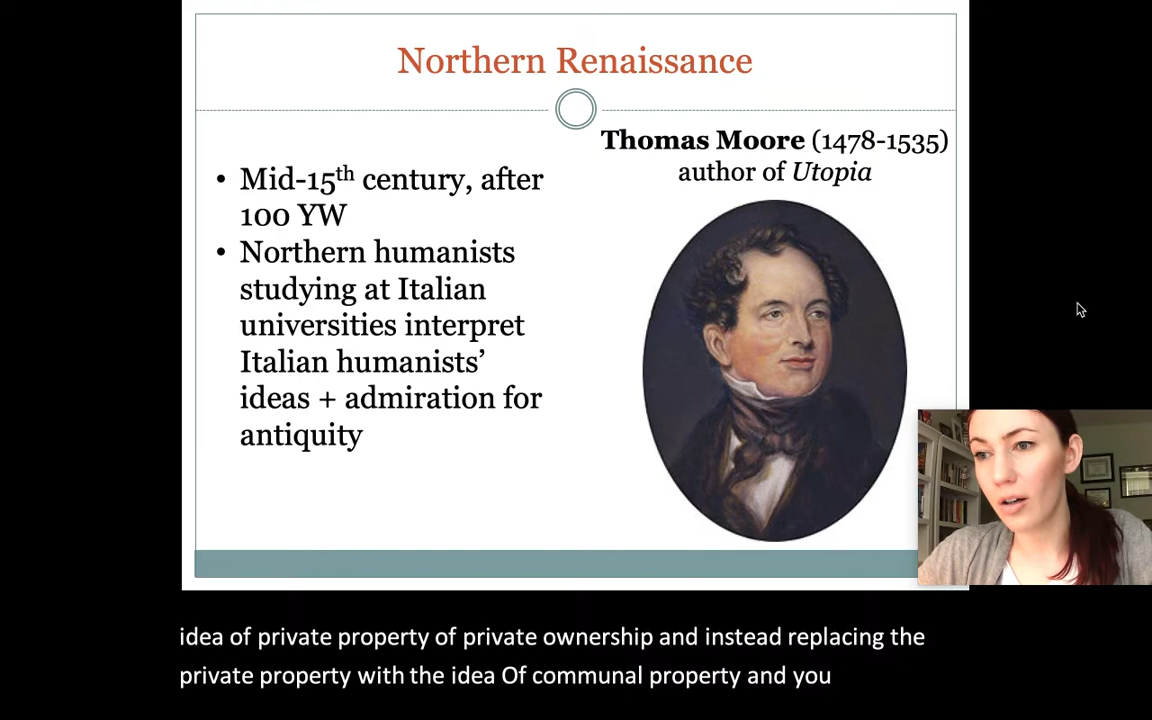 Northern Renaissance
Thomas Moore (1478-1535)
author of Utopia
• Mid-15th century, after
100 YW
• Northern humanists
studying at Italian
universities interpret
Italian humanists’
ideas + admiration for
antiquity
idea of private property of private ownership and instead replacing the
private property with the idea Of communal property and you